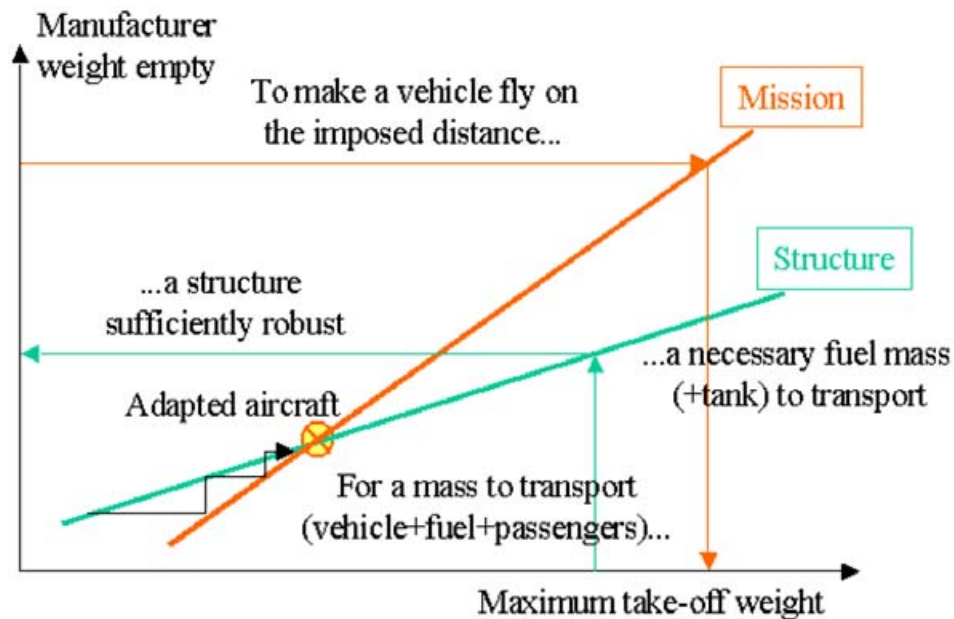 Manufacturer
weight empty
To make a vehicle fly on
the imposed distance...
Mission
Structure
...a structure
sufficiently robust
...a necessary fuel mass
(+tank) to transport
Adapted aircraft
For a mass to transport
(vehicle+fuel+passengers)...
Maximum take-off weight